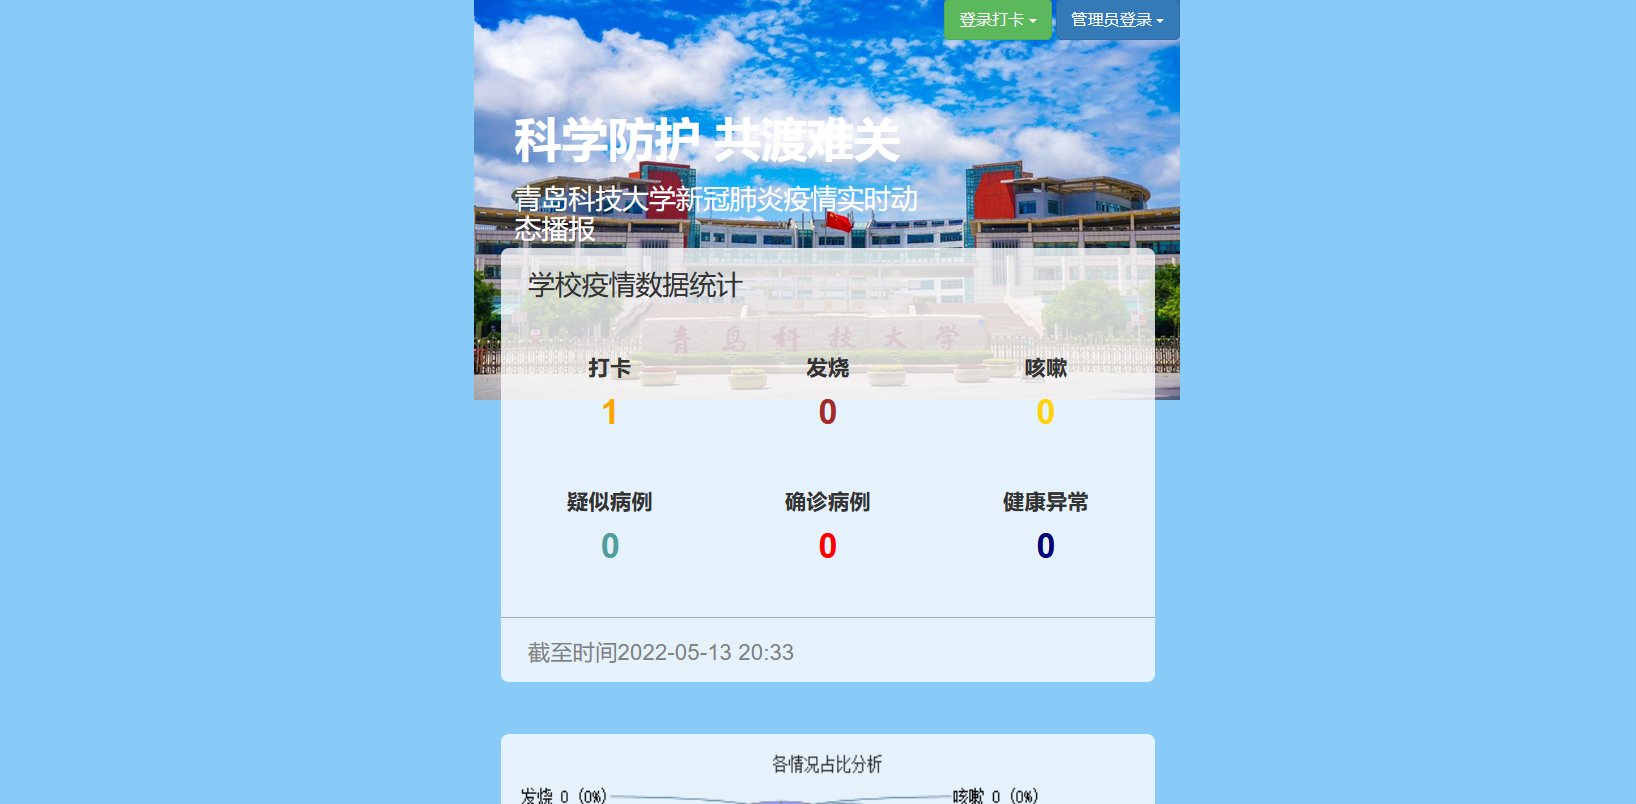 登录打卡 管理员登录
科学防护 共渡难关
青岛科技大学新冠肺炎疫情实时动
态播报
学校疫情数据统计
青岛科技大学
打卡 发烧 咳嗽
1 0 0
疑似病例 确诊病例 健康异常
0 0 0
截至时间2022-05-13 20:33
各情况占比分析
发烧 0 (0%) 咳嗽 0 (0%)